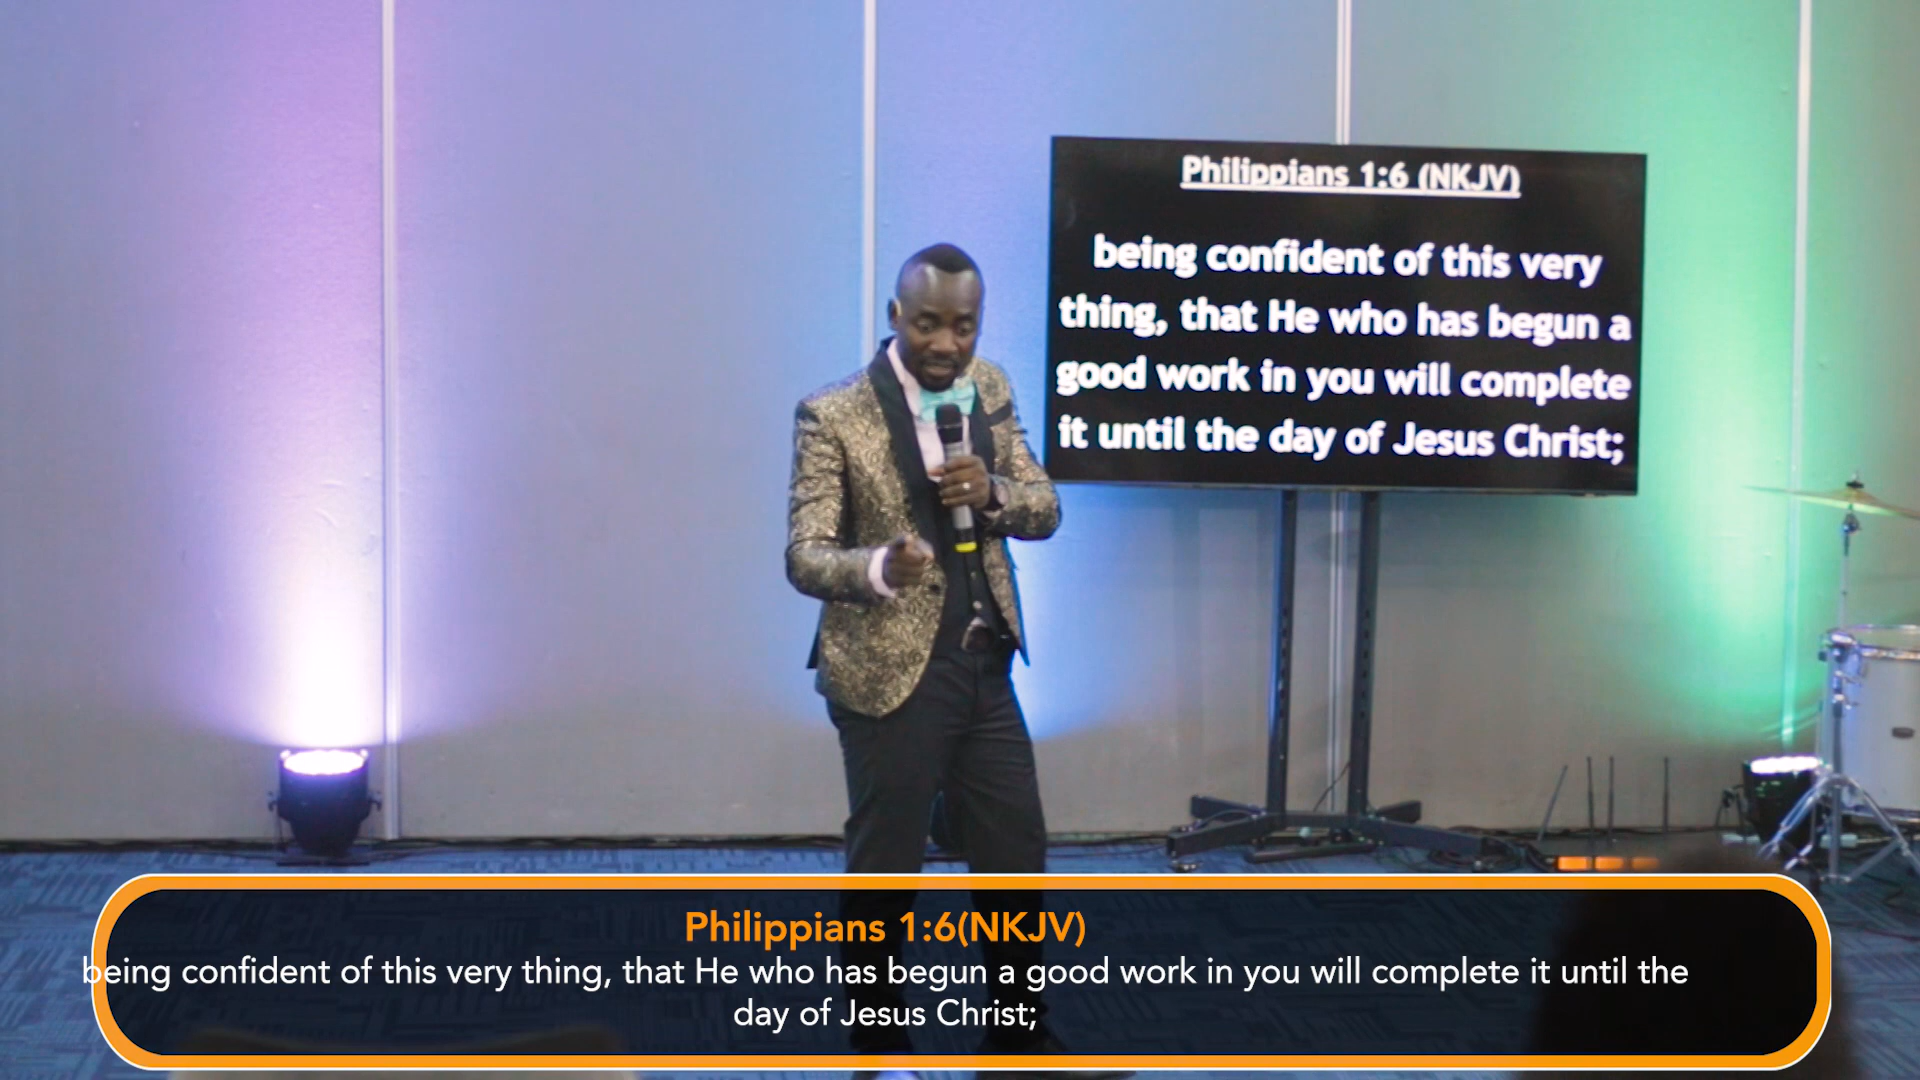 Philippians 1:6 (NKJV)
being confident of this very
thing, that He who has begun a
good work in you will complete
it until the day of Jesus Christ;
Philippians 1:6(NKJV)
being confident of this very thing, that He who has begun a good work in you will complete it until the
day of Jesus Christ;